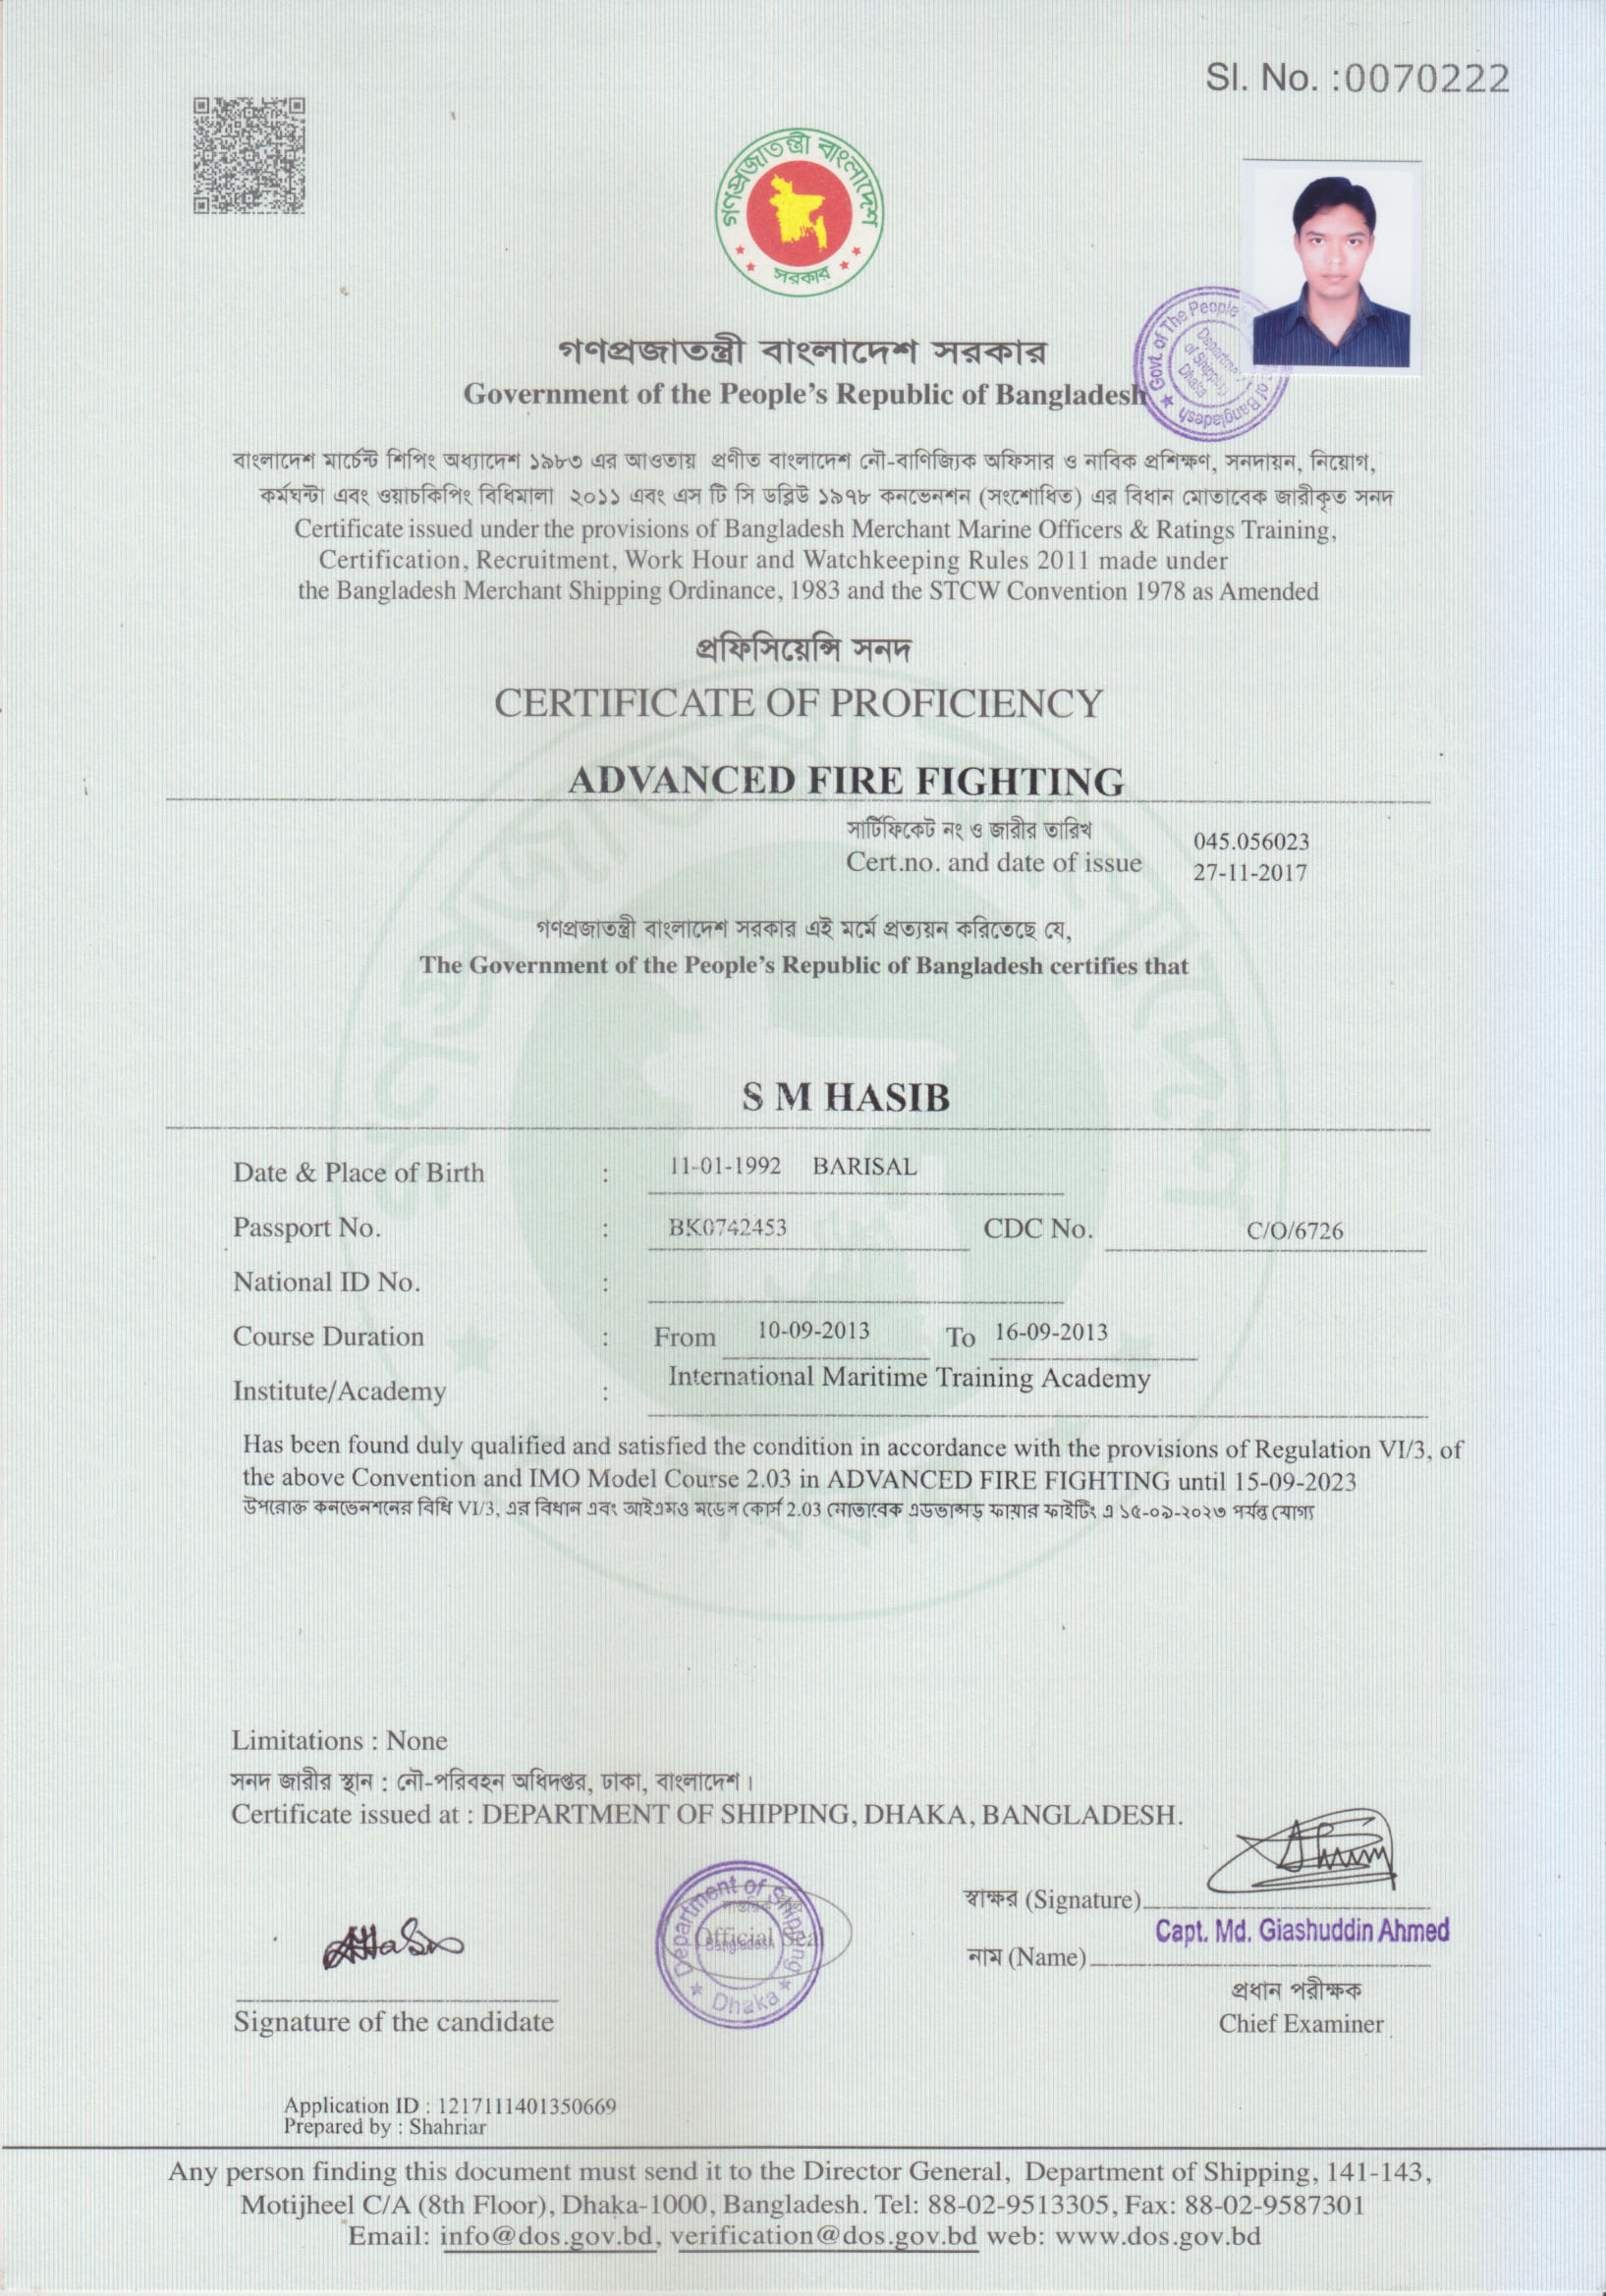 Sl. No. :0070222
গণপ্রজাতন্ত্রী বাংলাদেশ
সরকার
গণপ্রজাতন্ত্রী বাংলাদেশ সরকার
Government of the People's Republic of Bangladesh
Govt. of The People of Bangladesh
Department of Shipping Dhaka
বাংলাদেশ মার্চেন্ট শিপিং অধ্যাদেশ ১৯৮৩ এর আওতায় প্রণীত বাংলাদেশ নৌ-বাণিজ্যিক অফিসার ও নাবিক প্রশিক্ষণ, সনদায়ন, নিয়োগ,
কর্মঘন্টা এবং ওয়াচকিপিং বিধিমালা ২০১১ এবং এস টি সি ডব্লিউ ১৯৭৮ কনভেনশন (সংশোধিত) এর বিধান মোতাবেক জারীকৃত সনদ
Certificate issued under the provisions of Bangladesh Merchant Marine Officers & Ratings Training,
Certification, Recruitment, Work Hour and Watchkeeping Rules 2011 made under
the Bangladesh Merchant Shipping Ordinance, 1983 and the STCW Convention 1978 as Amended
প্রফিসিয়েন্সি সনদ
CERTIFICATE OF PROFICIENCY
ADVANCED FIRE FIGHTING
সার্টিফিকেট নং ও জারীর তারিখ 045.056023
Cert.no. and date of issue 27-11-2017
গণপ্রজাতন্ত্রী বাংলাদেশ সরকার এই মর্মে প্রত্যয়ন করিতেছে যে,
The Government of the People's Republic of Bangladesh certifies that
S M HASIB
Date & Place of Birth : 11-01-1992 BARISAL
Passport No. : BK0742453 CDC No. C/O/6726
National ID No. :
Course Duration : From 10-09-2013 To 16-09-2013
Institute/Academy : International Maritime Training Academy
Has been found duly qualified and satisfied the condition in accordance with the provisions of Regulation VI/3, of
the above Convention and IMO Model Course 2.03 in ADVANCED FIRE FIGHTING until 15-09-2023
উপরোক্ত কনভেনশনের বিধি VI/3, এর বিধান এবং আইএমও মডেল কোর্স 2.03 মোতাবেক এডভান্সড্ ফায়ার ফাইটিং এ ১৫-০৯-২০২৩ পর্যন্ত যোগ্য
Limitations : None
সনদ জারীর স্থান : নৌ-পরিবহন অধিদপ্তর, ঢাকা, বাংলাদেশ।
Certificate issued at : DEPARTMENT OF SHIPPING, DHAKA, BANGLADESH.
স্বাক্ষর (Signature)
Capt. Md. Giashuddin Ahmed
নাম (Name)
প্রধান পরীক্ষক
Chief Examiner
Department of Shipping
Official Seal
Bangladesh
Dhaka
Signature of the candidate
Application ID : 1217111401350669
Prepared by : Shahriar
Any person finding this document must send it to the Director General, Department of Shipping, 141-143,
Motijheel C/A (8th Floor), Dhaka-1000, Bangladesh. Tel: 88-02-9513305, Fax: 88-02-9587301
Email: info@dos.gov.bd, verification@dos.gov.bd web: www.dos.gov.bd